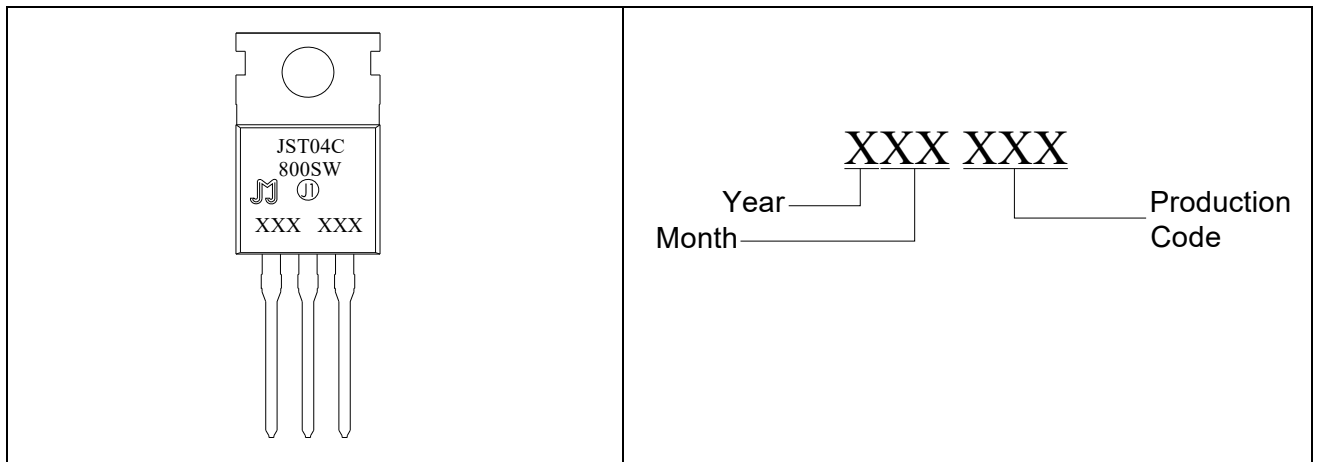 JST04C
800SW
J1
XXX XXX
XXX XXX
Year
Month
Production
Code